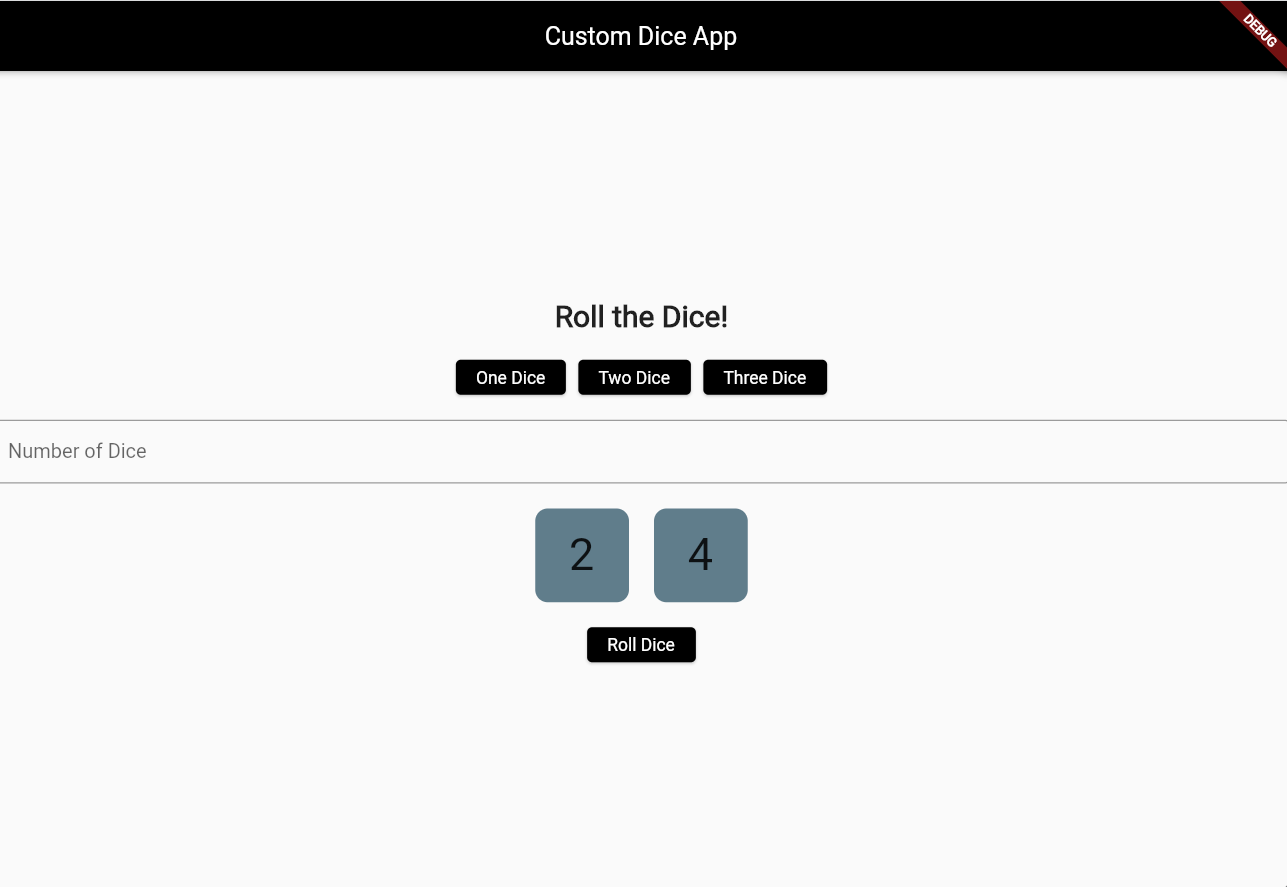 Custom Dice App
DEBUG
Roll the Dice!
One Dice Two Dice Three Dice
Number of Dice
2 4
Roll Dice